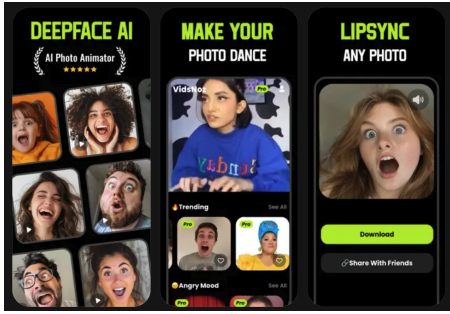 DEEPFACE AI
AI Photo Animator
MAKE YOUR
PHOTO DANCE
VidsNoz
Pro
Sunday
🔥Trending
See All
Pro
Pro
😠Angry Mood
See All
Pro
Pro
LIPSYNC
ANY PHOTO
Download
🔗Share With Friends